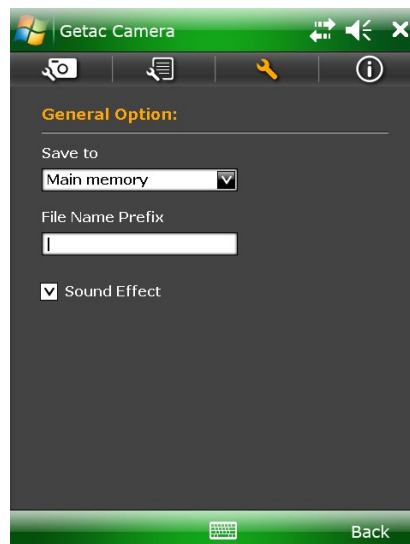 Getac Camera
General Option:
Save to
Main memory
File Name Prefix
Sound Effect
Back